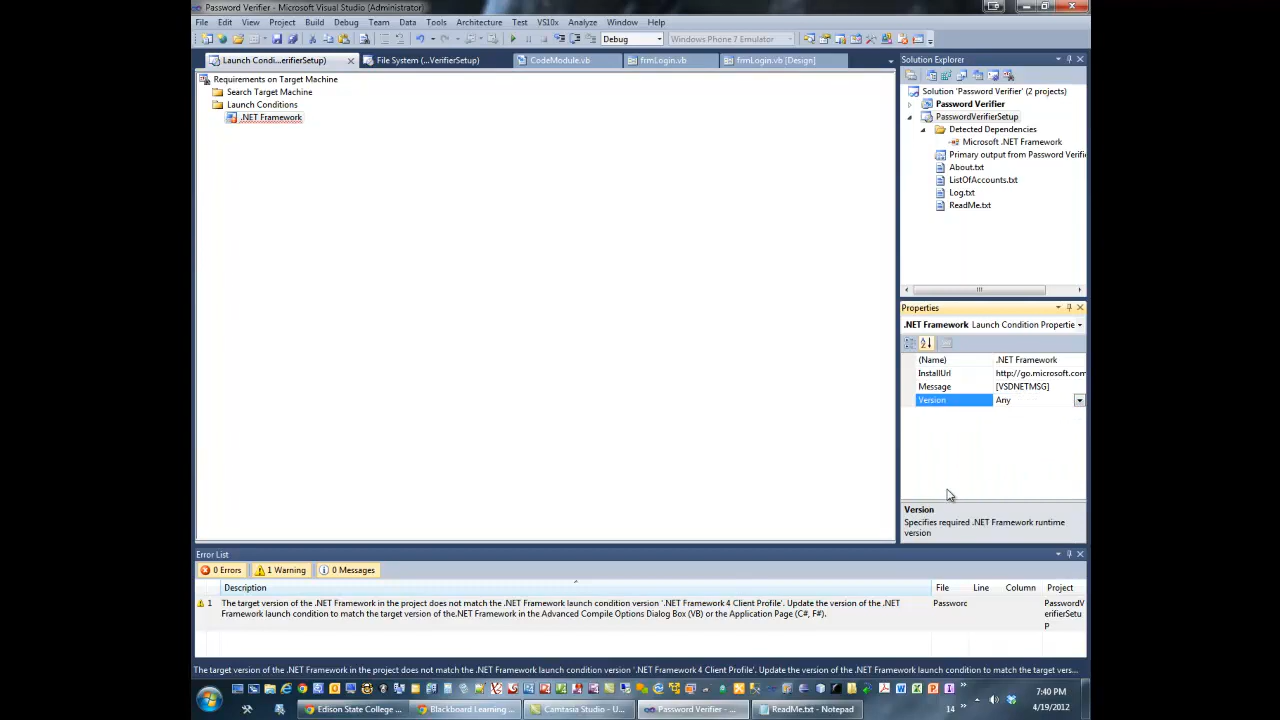 Password Verifier - Microsoft Visual Studio (Administrator)
File Edit View Project Build Debug Team Data Tools Architecture Test VS10x Analyze Window Help
Debug Windows Phone 7 Emulator
Launch Condi...erifierSetup) File System (...VerifierSetup) CodeModule.vb frmLogin.vb frmLogin.vb [Design]
Requirements on Target Machine
Search Target Machine
Launch Conditions
.NET Framework
Solution Explorer
Solution 'Password Verifier' (2 projects)
Password Verifier
PasswordVerifierSetup
Detected Dependencies
Microsoft .NET Framework
Primary output from Password Verifie
About.txt
ListOfAccounts.txt
Log.txt
ReadMe.txt
Properties
.NET Framework Launch Condition Propertie
(Name) .NET Framework
InstallUrl http://go.microsoft.com
Message [VSDNETMSG]
Version Any
Version
Specifies required .NET Framework runtime
version
Error List
0 Errors 1 Warning 0 Messages
Description File Line Column Project
1 The target version of the .NET Framework in the project does not match the .NET Framework launch condition version '.NET Framework 4 Client Profile'. Update the version of the .NET
Framework launch condition to match the target version of the.NET Framework in the Advanced Compile Options Dialog Box (VB) or the Application Page (C#, F#).
Passworc
PasswordV
erifierSetu
p
The target version of the .NET Framework in the project does not match the .NET Framework launch condition version '.NET Framework 4 Client Profile'. Update the version of the .NET Framework launch condition to match the target vers...
7:40 PM
4/19/2012
14
Edison State College ... Blackboard Learning ... Camtasia Studio - U... Password Verifier - ... ReadMe.txt - Notepad